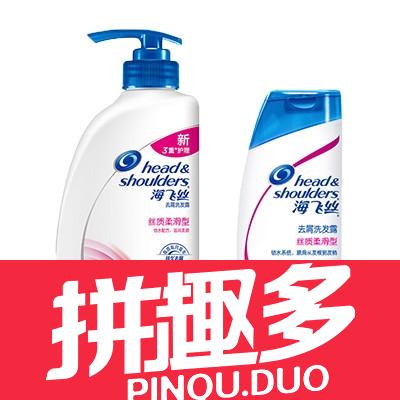 新
3重*护理
head&
shoulders
海飞丝
去屑洗发露
丝质柔滑型
head&
shoulders
海飞丝
去屑洗发露
丝质柔滑型
拼趣多
PINQU.DUO